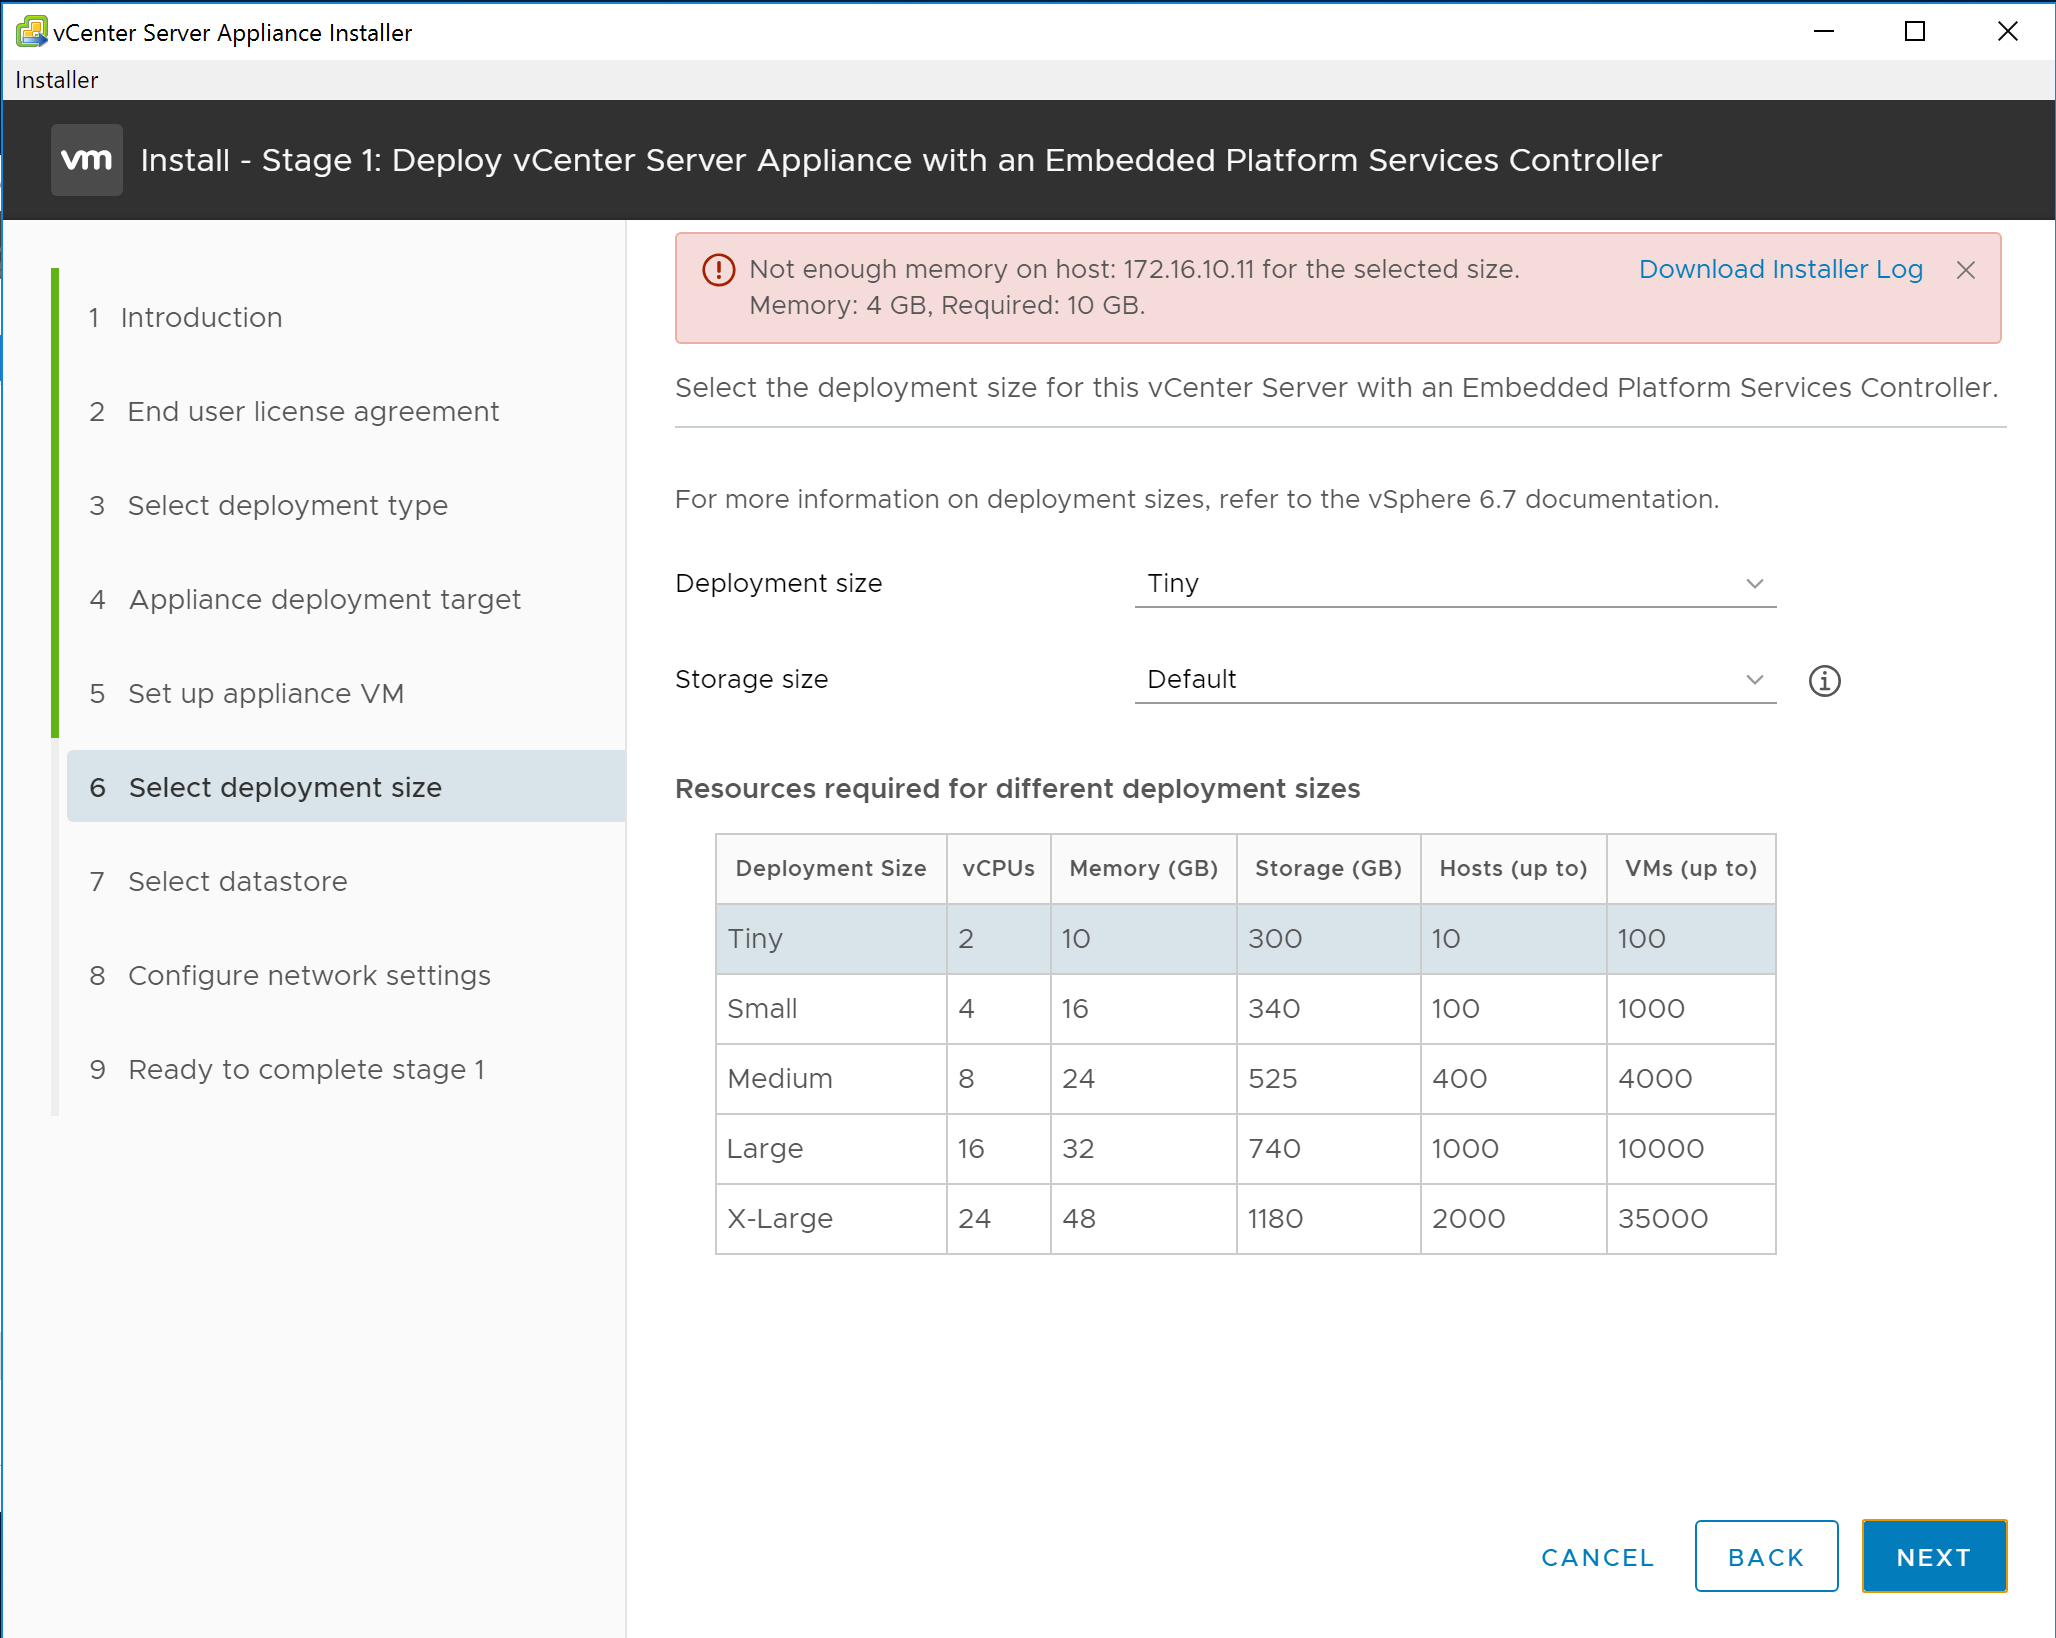 vCenter Server Appliance Installer
Installer
vm Install - Stage 1: Deploy vCenter Server Appliance with an Embedded Platform Services Controller
1 Introduction
2 End user license agreement
3 Select deployment type
4 Appliance deployment target
5 Set up appliance VM
6 Select deployment size
7 Select datastore
8 Configure network settings
9 Ready to complete stage 1
Not enough memory on host: 172.16.10.11 for the selected size. Download Installer Log
Memory: 4 GB, Required: 10 GB.
Select the deployment size for this vCenter Server with an Embedded Platform Services Controller.
For more information on deployment sizes, refer to the vSphere 6.7 documentation.
Deployment size Tiny
Storage size Default
Resources required for different deployment sizes
Deployment Size vCPUs Memory (GB) Storage (GB) Hosts (up to) VMs (up to)
Tiny 2 10 300 10 100
Small 4 16 340 100 1000
Medium 8 24 525 400 4000
Large 16 32 740 1000 10000
X-Large 24 48 1180 2000 35000
CANCEL BACK NEXT